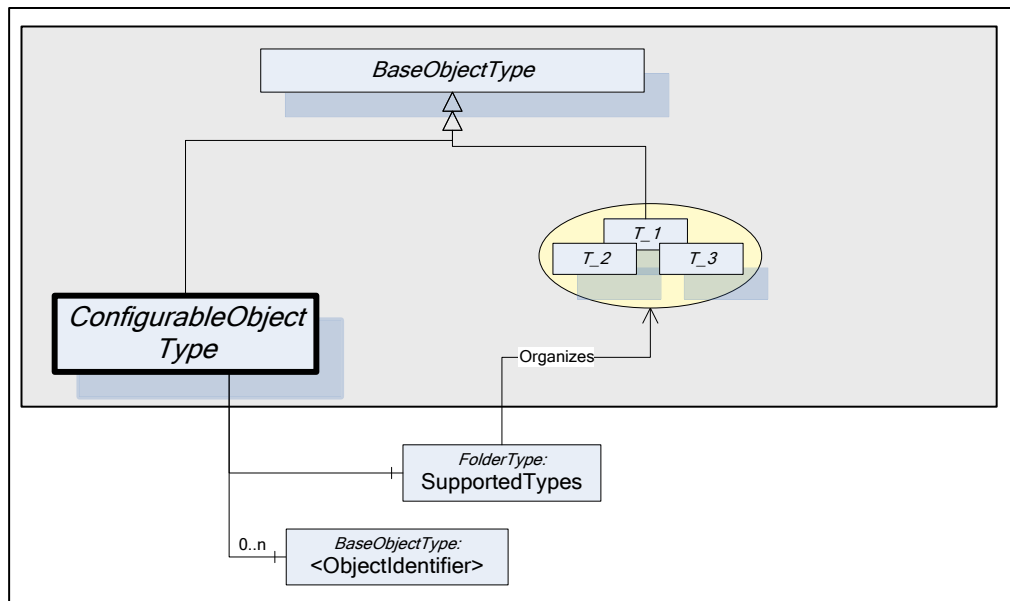 BaseObjectType
T_1
T_2
T_3
ConfigurableObject
Type
Organizes
FolderType:
SupportedTypes
0..n
BaseObjectType:
<ObjectIdentifier>